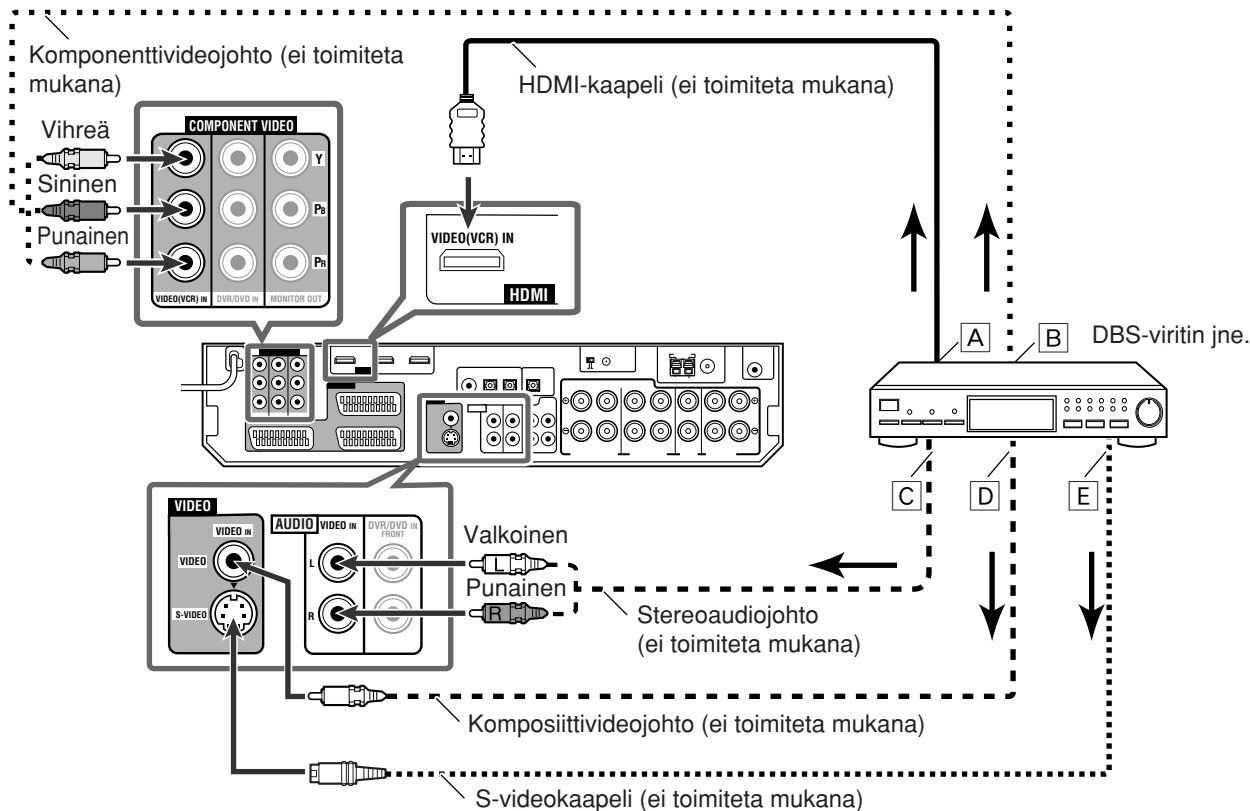 Komponenttivideojohto (ei toimiteta
mukana)
HDMI-kaapeli (ei toimiteta mukana)
Vihreä
Sininen
Punainen
COMPONENT VIDEO
Y
PB
PR
VIDEO(VCR) IN
DVR/DVD IN
MONITOR OUT
VIDEO(VCR) IN
HDMI
A
B
DBS-viritin jne.
C
D
E
VIDEO
VIDEO IN
VIDEO
S-VIDEO
AUDIO
VIDEO IN
DVR/DVD IN
FRONT
L
R
Valkoinen
L
Punainen
R
Stereoaudiojohto
(ei toimiteta mukana)
Komposiittivideojohto (ei toimiteta mukana)
S-videokaapeli (ei toimiteta mukana)